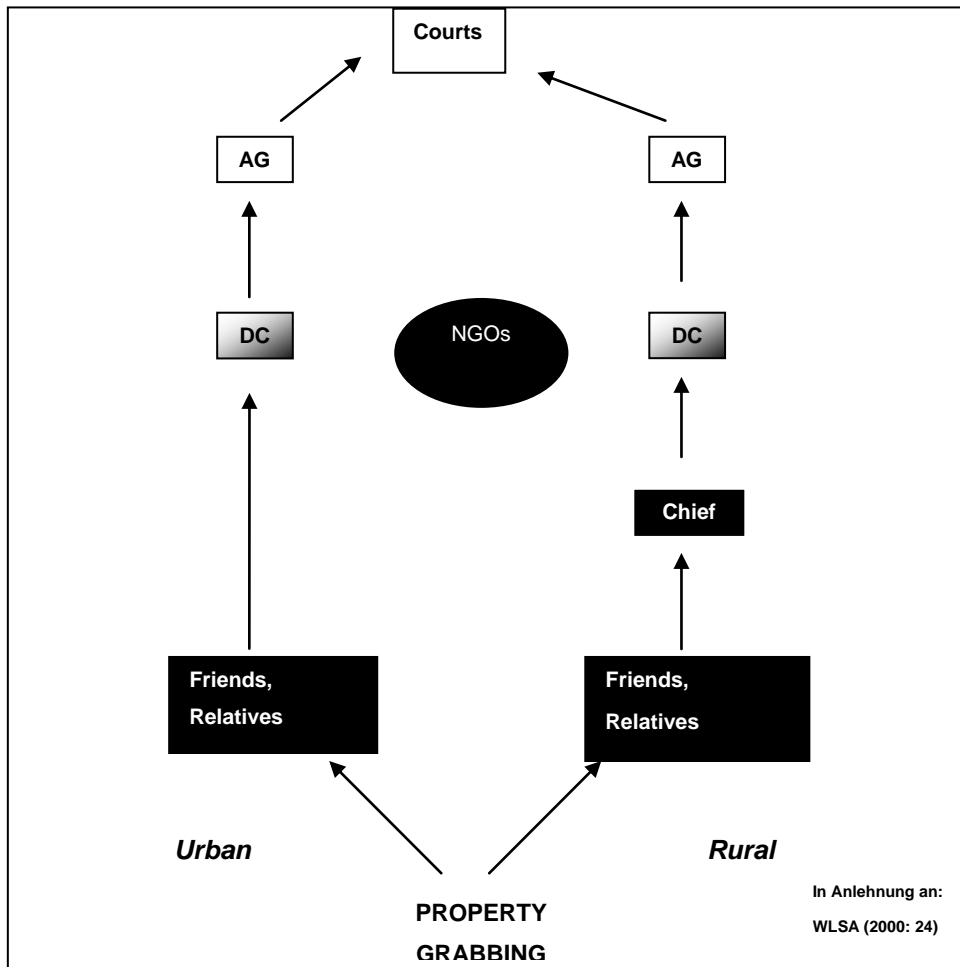 Courts
AG
AG
DC
NGOs
DC
Chief
Friends,
Relatives
Friends,
Relatives
Urban
Rural
PROPERTY
GRABBING
In Anlehnung an:
WLSA (2000: 24)